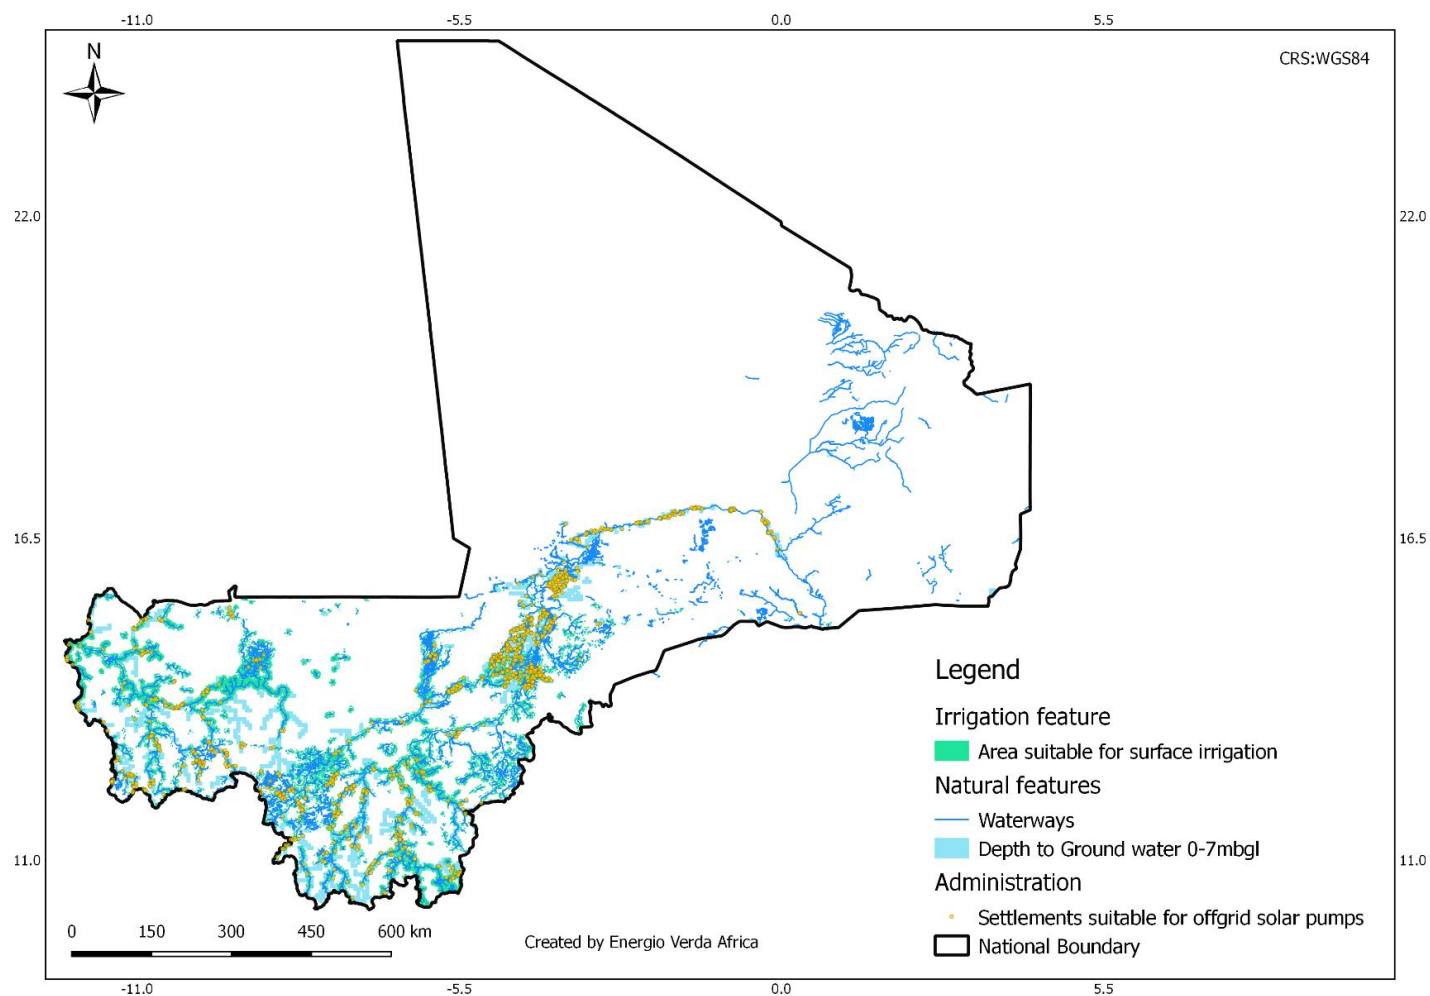 -11.0 -5.5 0.0 5.5
N
CRS:WGS84
22.0 22.0
16.5 16.5
11.0 11.0
Legend
Irrigation feature
Area suitable for surface irrigation
Natural features
Waterways
Depth to Ground water 0-7mbgl
Administration
Settlements suitable for offgrid solar pumps
National Boundary
0 150 300 450 600 km
Created by Energio Verda Africa
-11.0 -5.5 0.0 5.5